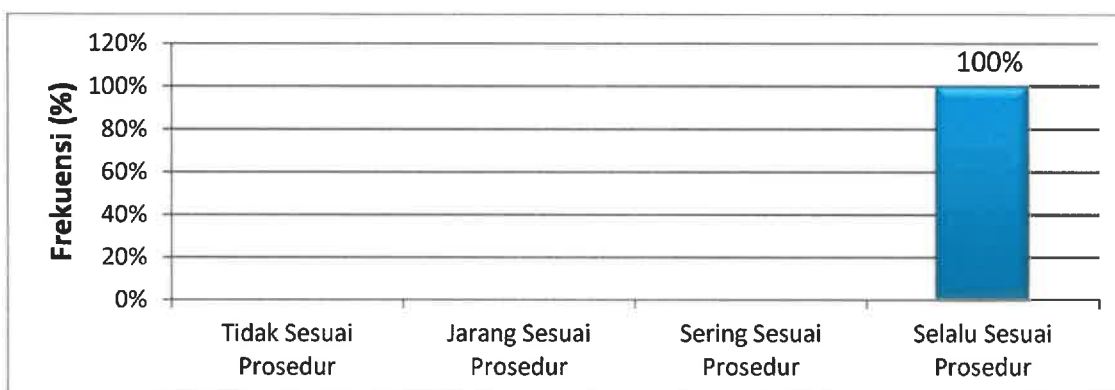 Frekuensi (%)
120%
100%
80%
60%
40%
20%
0%
100%
Tidak Sesuai
Prosedur
Jarang Sesuai
Prosedur
Sering Sesuai
Prosedur
Selalu Sesuai
Prosedur